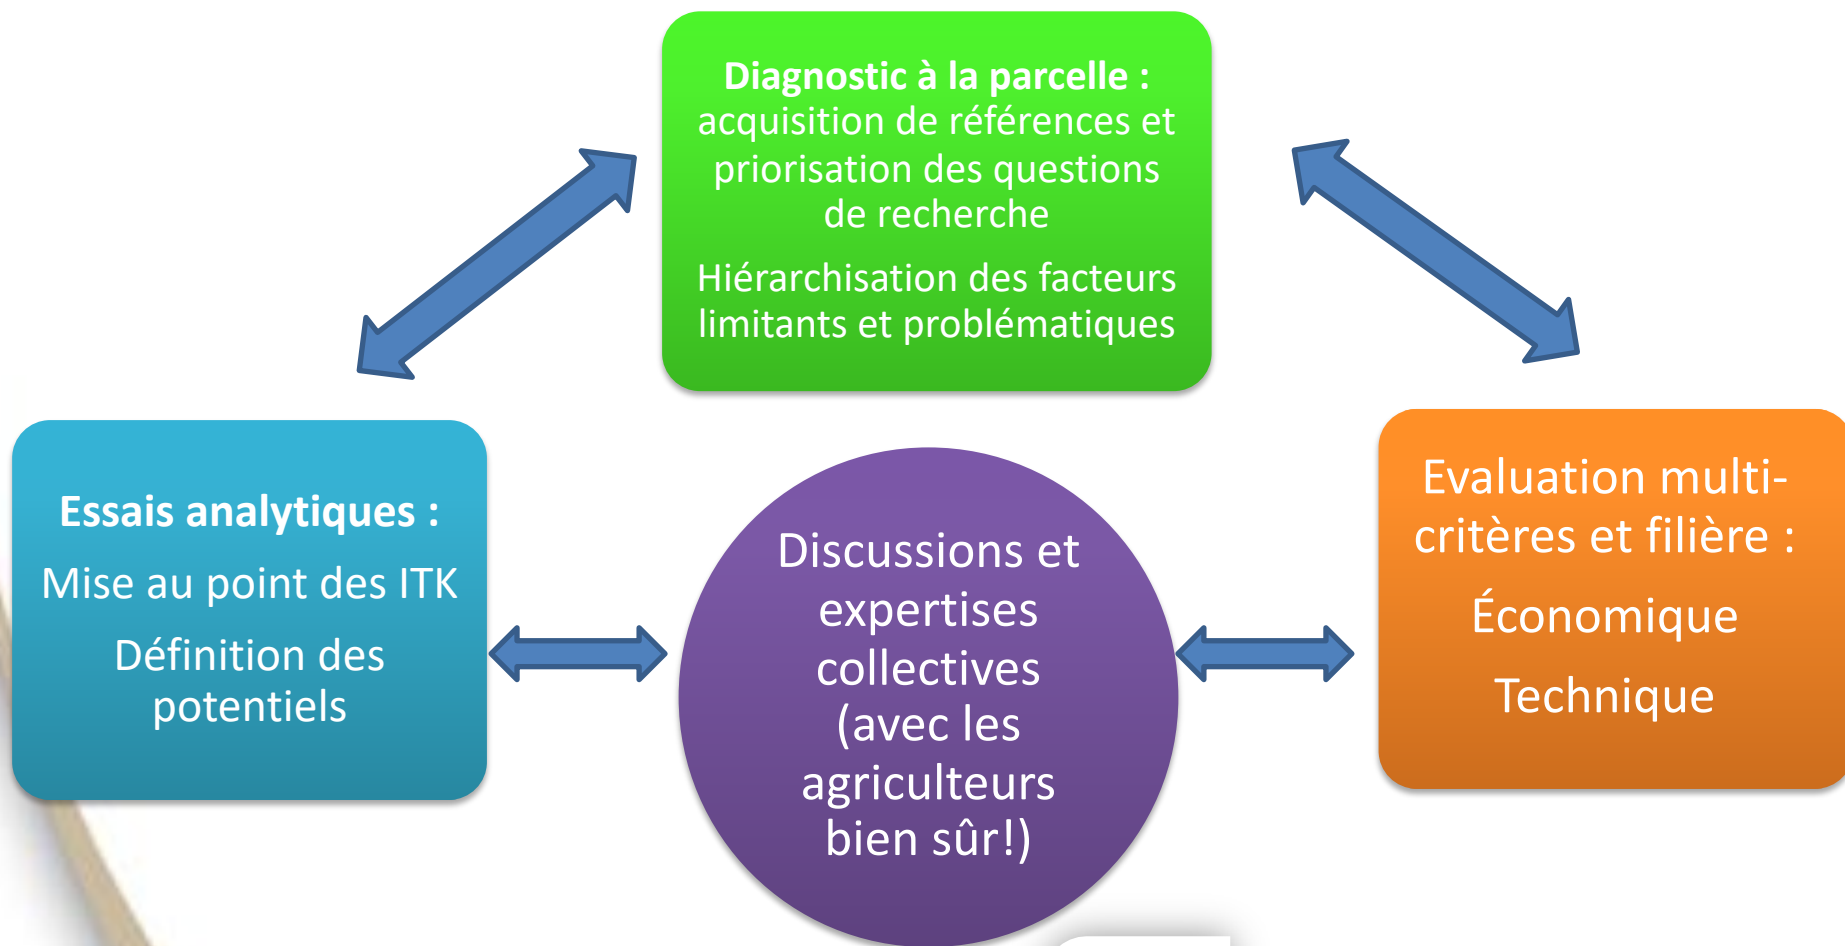 Diagnostic à la parcelle :
acquisition de références et
priorisation des questions
de recherche
Hiérarchisation des facteurs
limitants et problématiques
Essais analytiques :
Mise au point des ITK
Définition des
potentiels
Discussions et
expertises
collectives
(avec les
agriculteurs
bien sûr!)
Evaluation multi-
critères et filière :
Économique
Technique